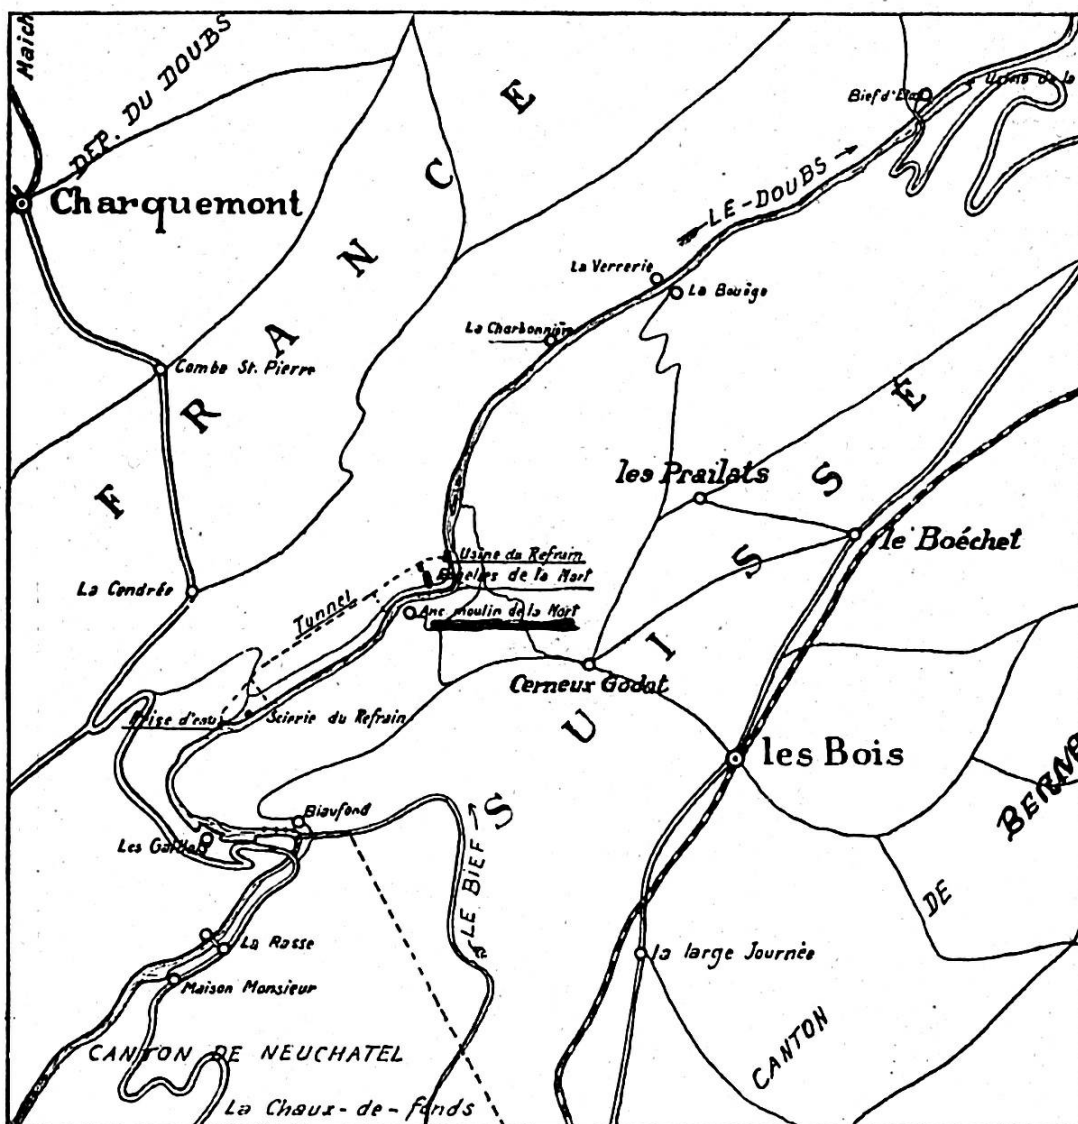 Maich
DEP. DU DOUBS
Charquemont
FRANCE
Bief d'Etoz
Usine de la
LE-DOUBS
La Verrerie
La Bouège
La Charbonnière
Combe St. Pierre
les Prailats
le Boéchet
Usine du Refrain
Echelles de la Mort
Anc moulin de la Mort
La Cendrée
Tunnel
Cerneux Godat
SUISSE
Prise d'eau
Scierie du Refrain
les Bois
BERNE
DE
CANTON
Biaufond
Les Gaillots
LE BIEF
La Rasse
la large Journée
Maison Monsieur
CANTON DE NEUCHATEL
La Chaux-de-fonds